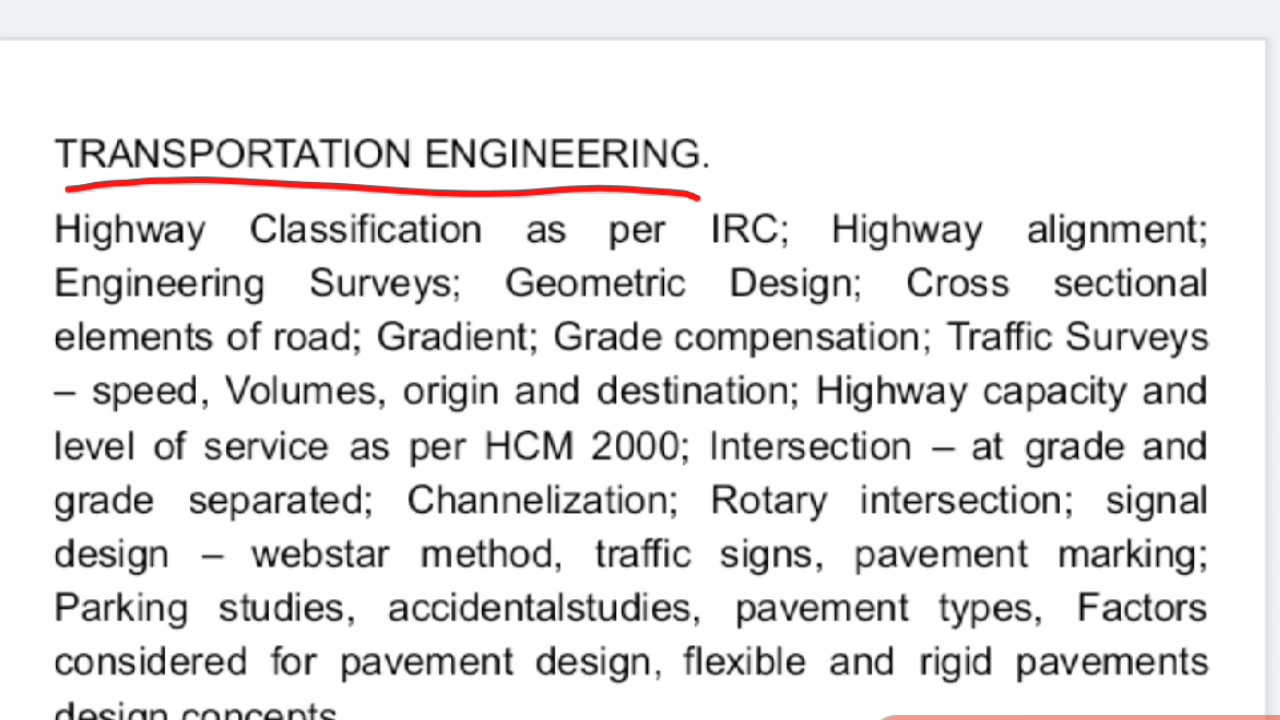 TRANSPORTATION ENGINEERING.
Highway Classification as per IRC; Highway alignment;
Engineering Surveys; Geometric Design; Cross sectional
elements of road; Gradient; Grade compensation; Traffic Surveys
– speed, Volumes, origin and destination; Highway capacity and
level of service as per HCM 2000; Intersection – at grade and
grade separated; Channelization; Rotary intersection; signal
design – webstar method, traffic signs, pavement marking;
Parking studies, accidentalstudies, pavement types, Factors
considered for pavement design, flexible and rigid pavements
design concepts